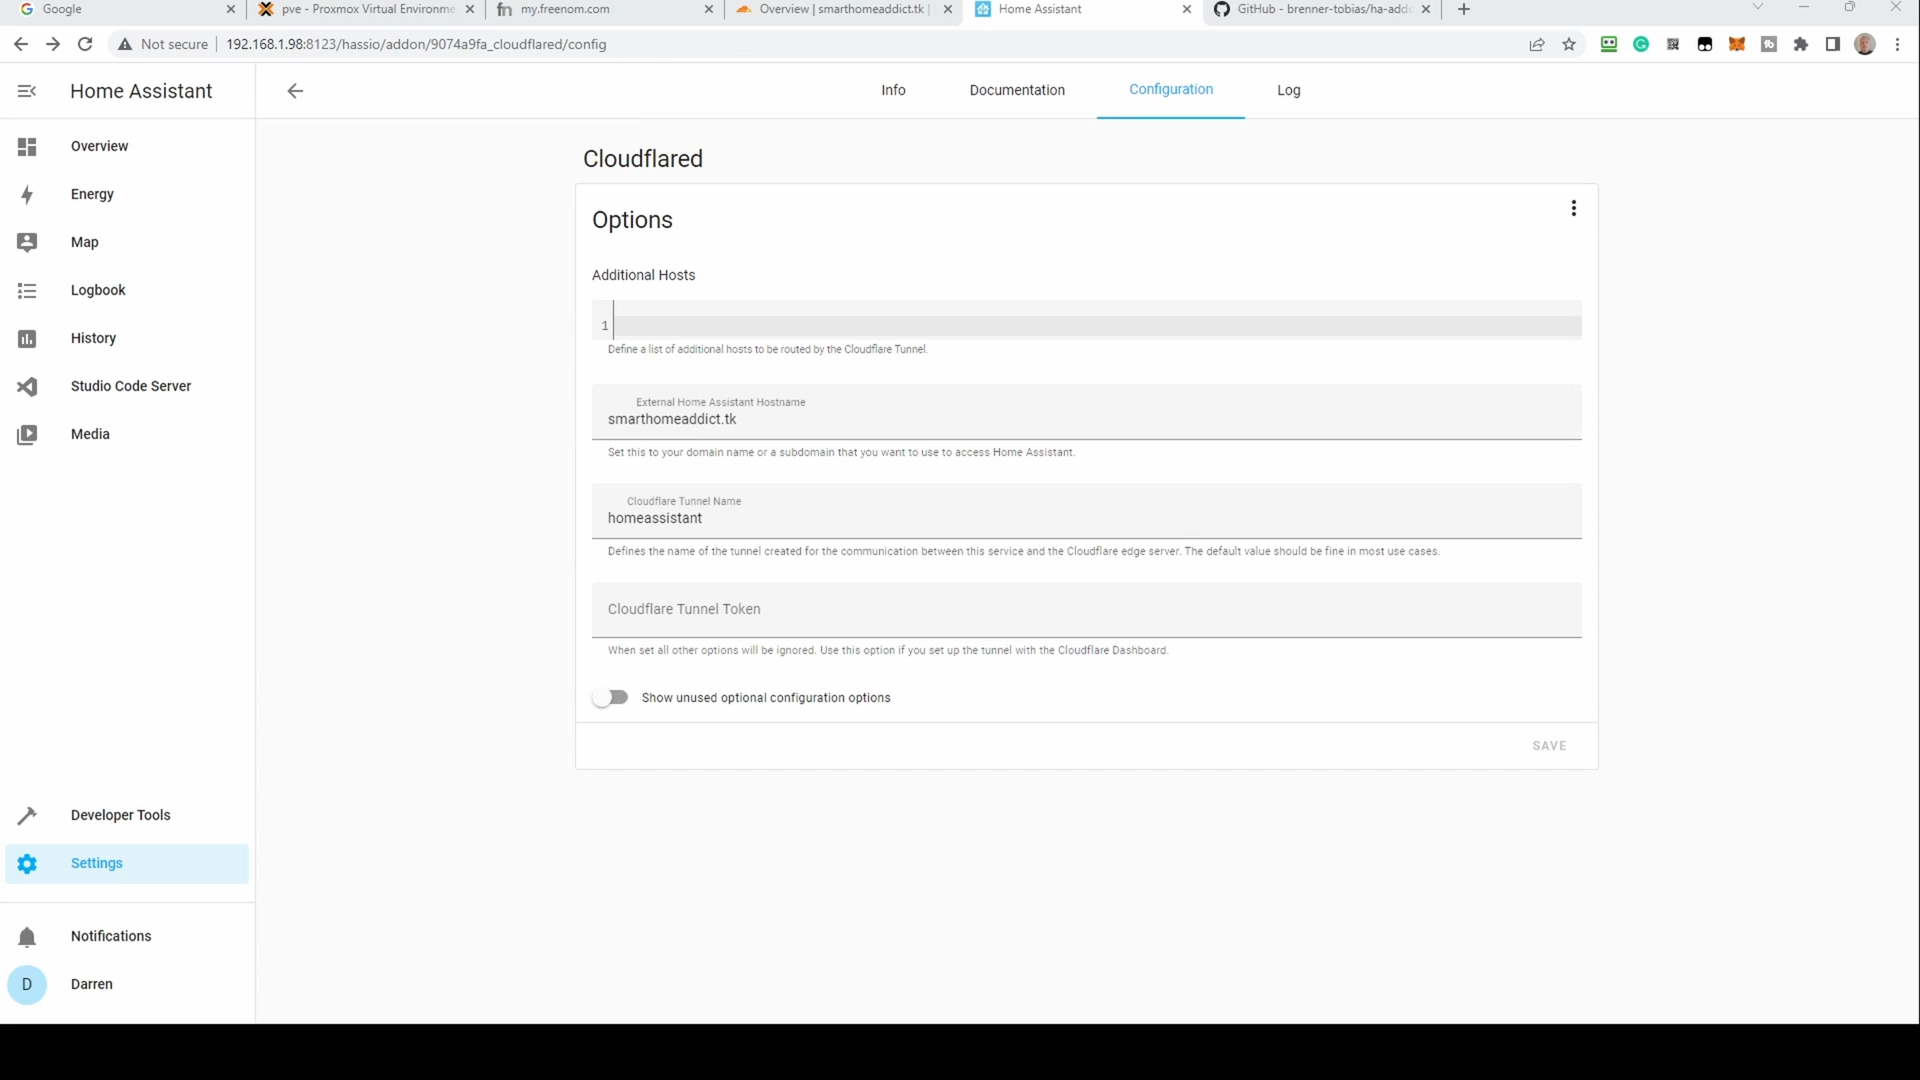 Google
pve - Proxmox Virtual Environme
my.freenom.com
Overview | smarthomeaddict.tk |
Home Assistant
GitHub - brenner-tobias/ha-addo
Not secure
192.168.1.98:8123/hassio/addon/9074a9fa_cloudflared/config
Home Assistant
Info
Documentation
Configuration
Log
Overview
Energy
Map
Logbook
History
Studio Code Server
Media
Developer Tools
Settings
Notifications
D
Darren
Cloudflared
Options
Additional Hosts
1
Define a list of additional hosts to be routed by the Cloudflare Tunnel.
External Home Assistant Hostname
smarthomeaddict.tk
Set this to your domain name or a subdomain that you want to use to access Home Assistant.
Cloudflare Tunnel Name
homeassistant
Defines the name of the tunnel created for the communication between this service and the Cloudflare edge server. The default value should be fine in most use cases.
Cloudflare Tunnel Token
When set all other options will be ignored. Use this option if you set up the tunnel with the Cloudflare Dashboard.
Show unused optional configuration options
SAVE